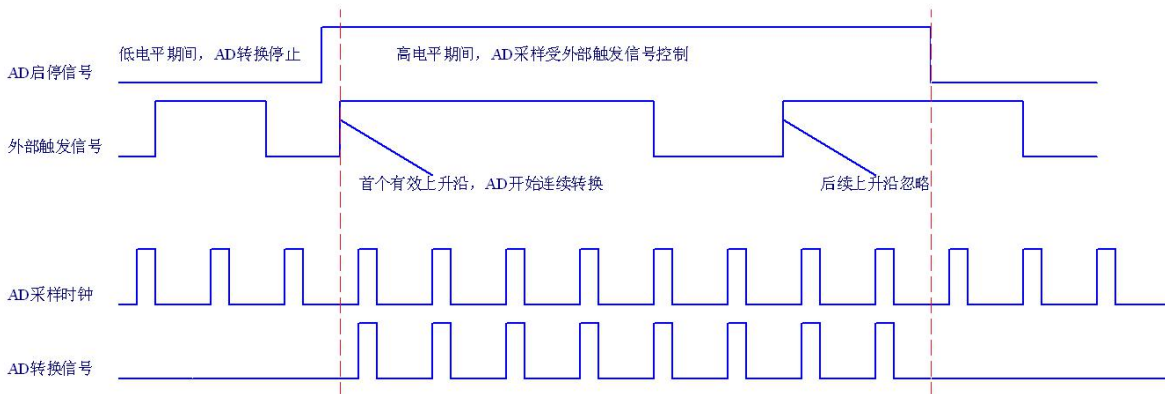 低电平期间，AD转换停止
高电平期间，AD采样受外部触发信号控制
AD启停信号
外部触发信号
首个有效上升沿，AD开始连续转换
后续上升沿忽略
AD采样时钟
AD转换信号